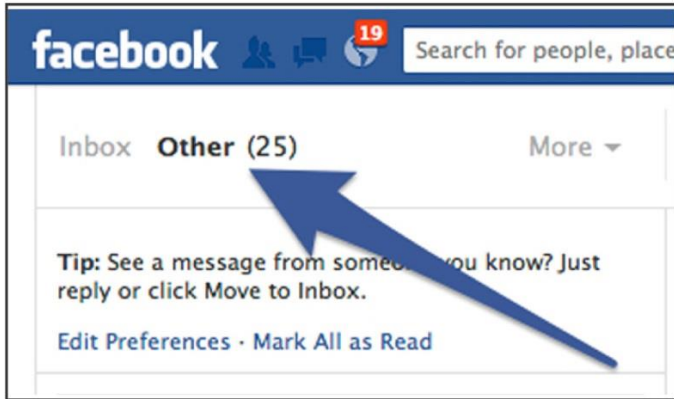 facebook 19 Search for people, place
Inbox Other (25) More
Tip: See a message from someone you know? Just
reply or click Move to Inbox.
Edit Preferences · Mark All as Read